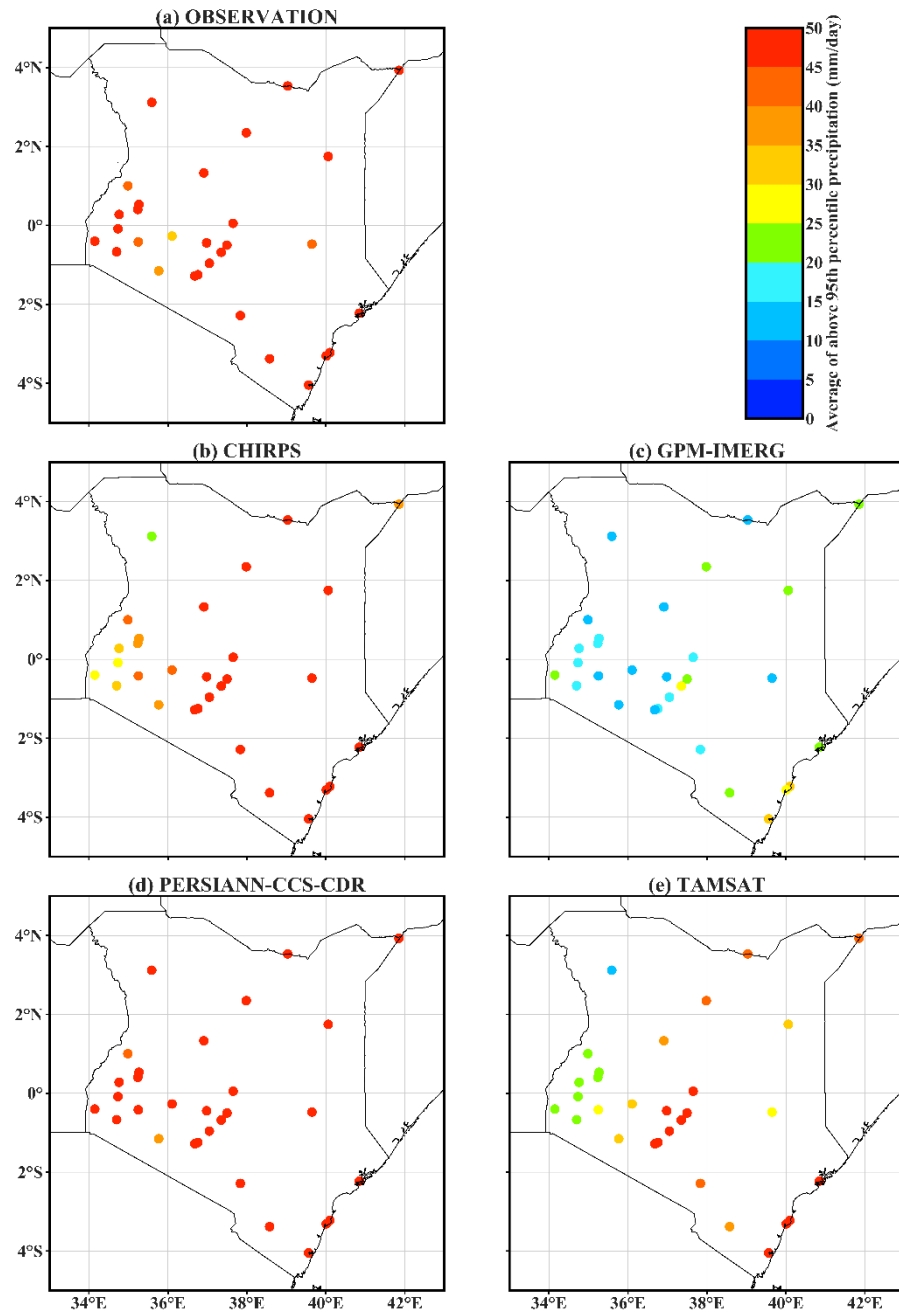 (a) OBSERVATION
4°N
2°N
0°
2°S
4°S
50
45
40
35
30
25
20
15
10
5
0
Average of above 95th percentile precipitation (mm/day)
(b) CHIRPS
4°N
2°N
0°
2°S
4°S
(c) GPM-IMERG
(d) PERSIANN-CCS-CDR
4°N
2°N
0°
2°S
4°S
34°E 36°E 38°E 40°E 42°E
(e) TAMSAT
34°E 36°E 38°E 40°E 42°E